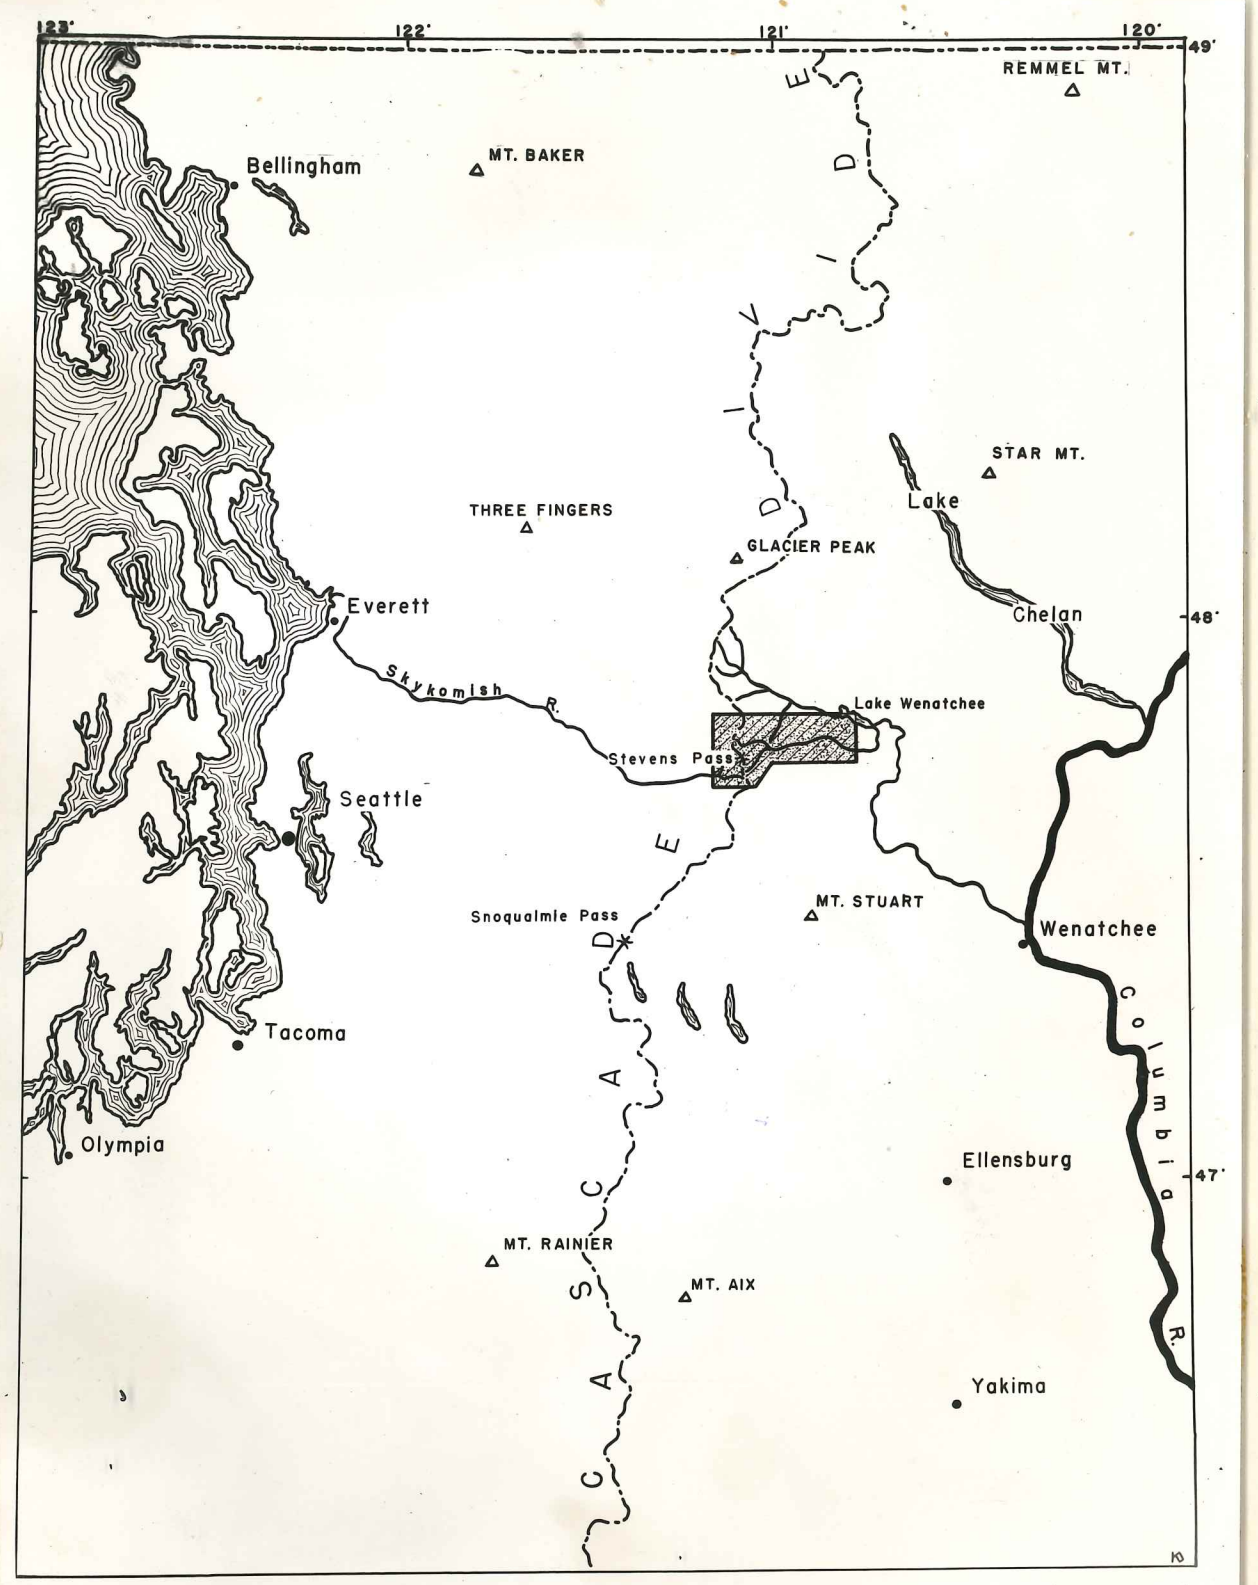 123°
122°
121°
120°
49°
REMMEL MT.
MT. BAKER
Bellingham
STAR MT.
Lake
THREE FINGERS
GLACIER PEAK
Everett
Chelan
48°
Skykomish R.
Lake Wenatchee
Stevens Pass
Seattle
MT. STUART
Snoqualmie Pass
Wenatchee
Columbia R.
Tacoma
Olympia
Ellensburg
47°
MT. RAINIER
MT. AIX
Yakima
CASCADE DIVIDE